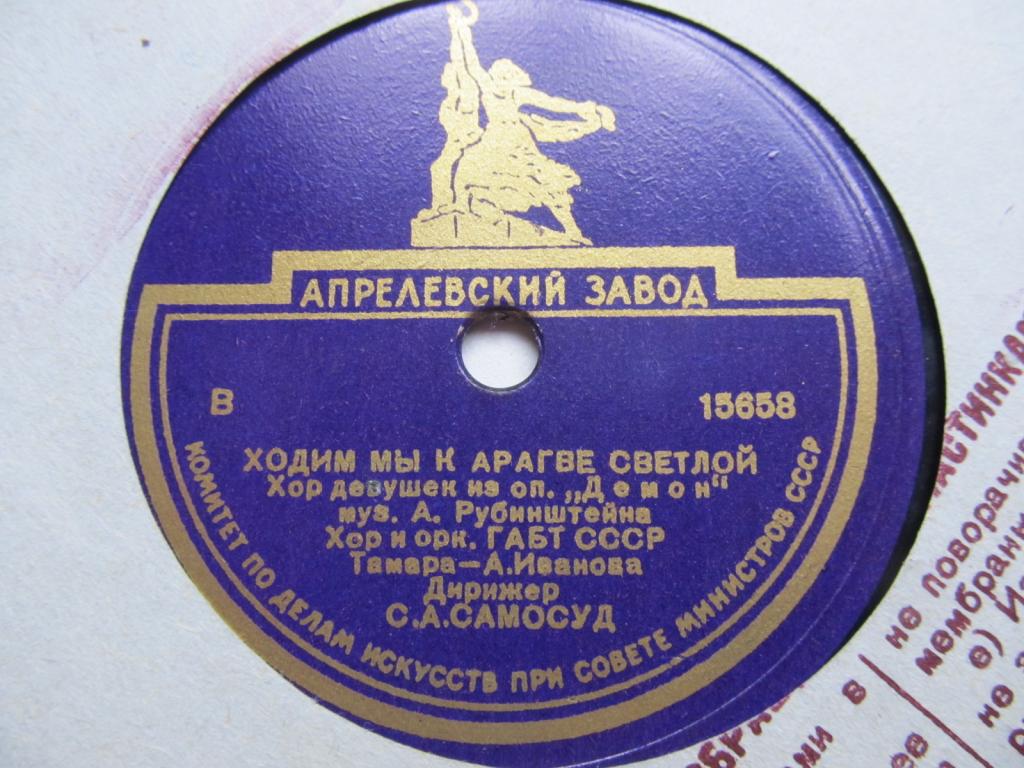 АПРЕЛЕВСКИЙ ЗАВОД
В 15658
ХОДИМ МЫ К АРАГВЕ СВЕТЛОЙ
Хор девушек из оп. „Демон“
муз. А. Рубинштейна
Хор и орк. ГАБТ СССР
Тамара—А.Иванова
Дирижер
С.А.САМОСУД
КОМИТЕТ ПО ДЕЛАМ ИСКУССТВ ПРИ СОВЕТЕ МИНИСТРОВ СССР
не поворачи
мембран
е) И
не